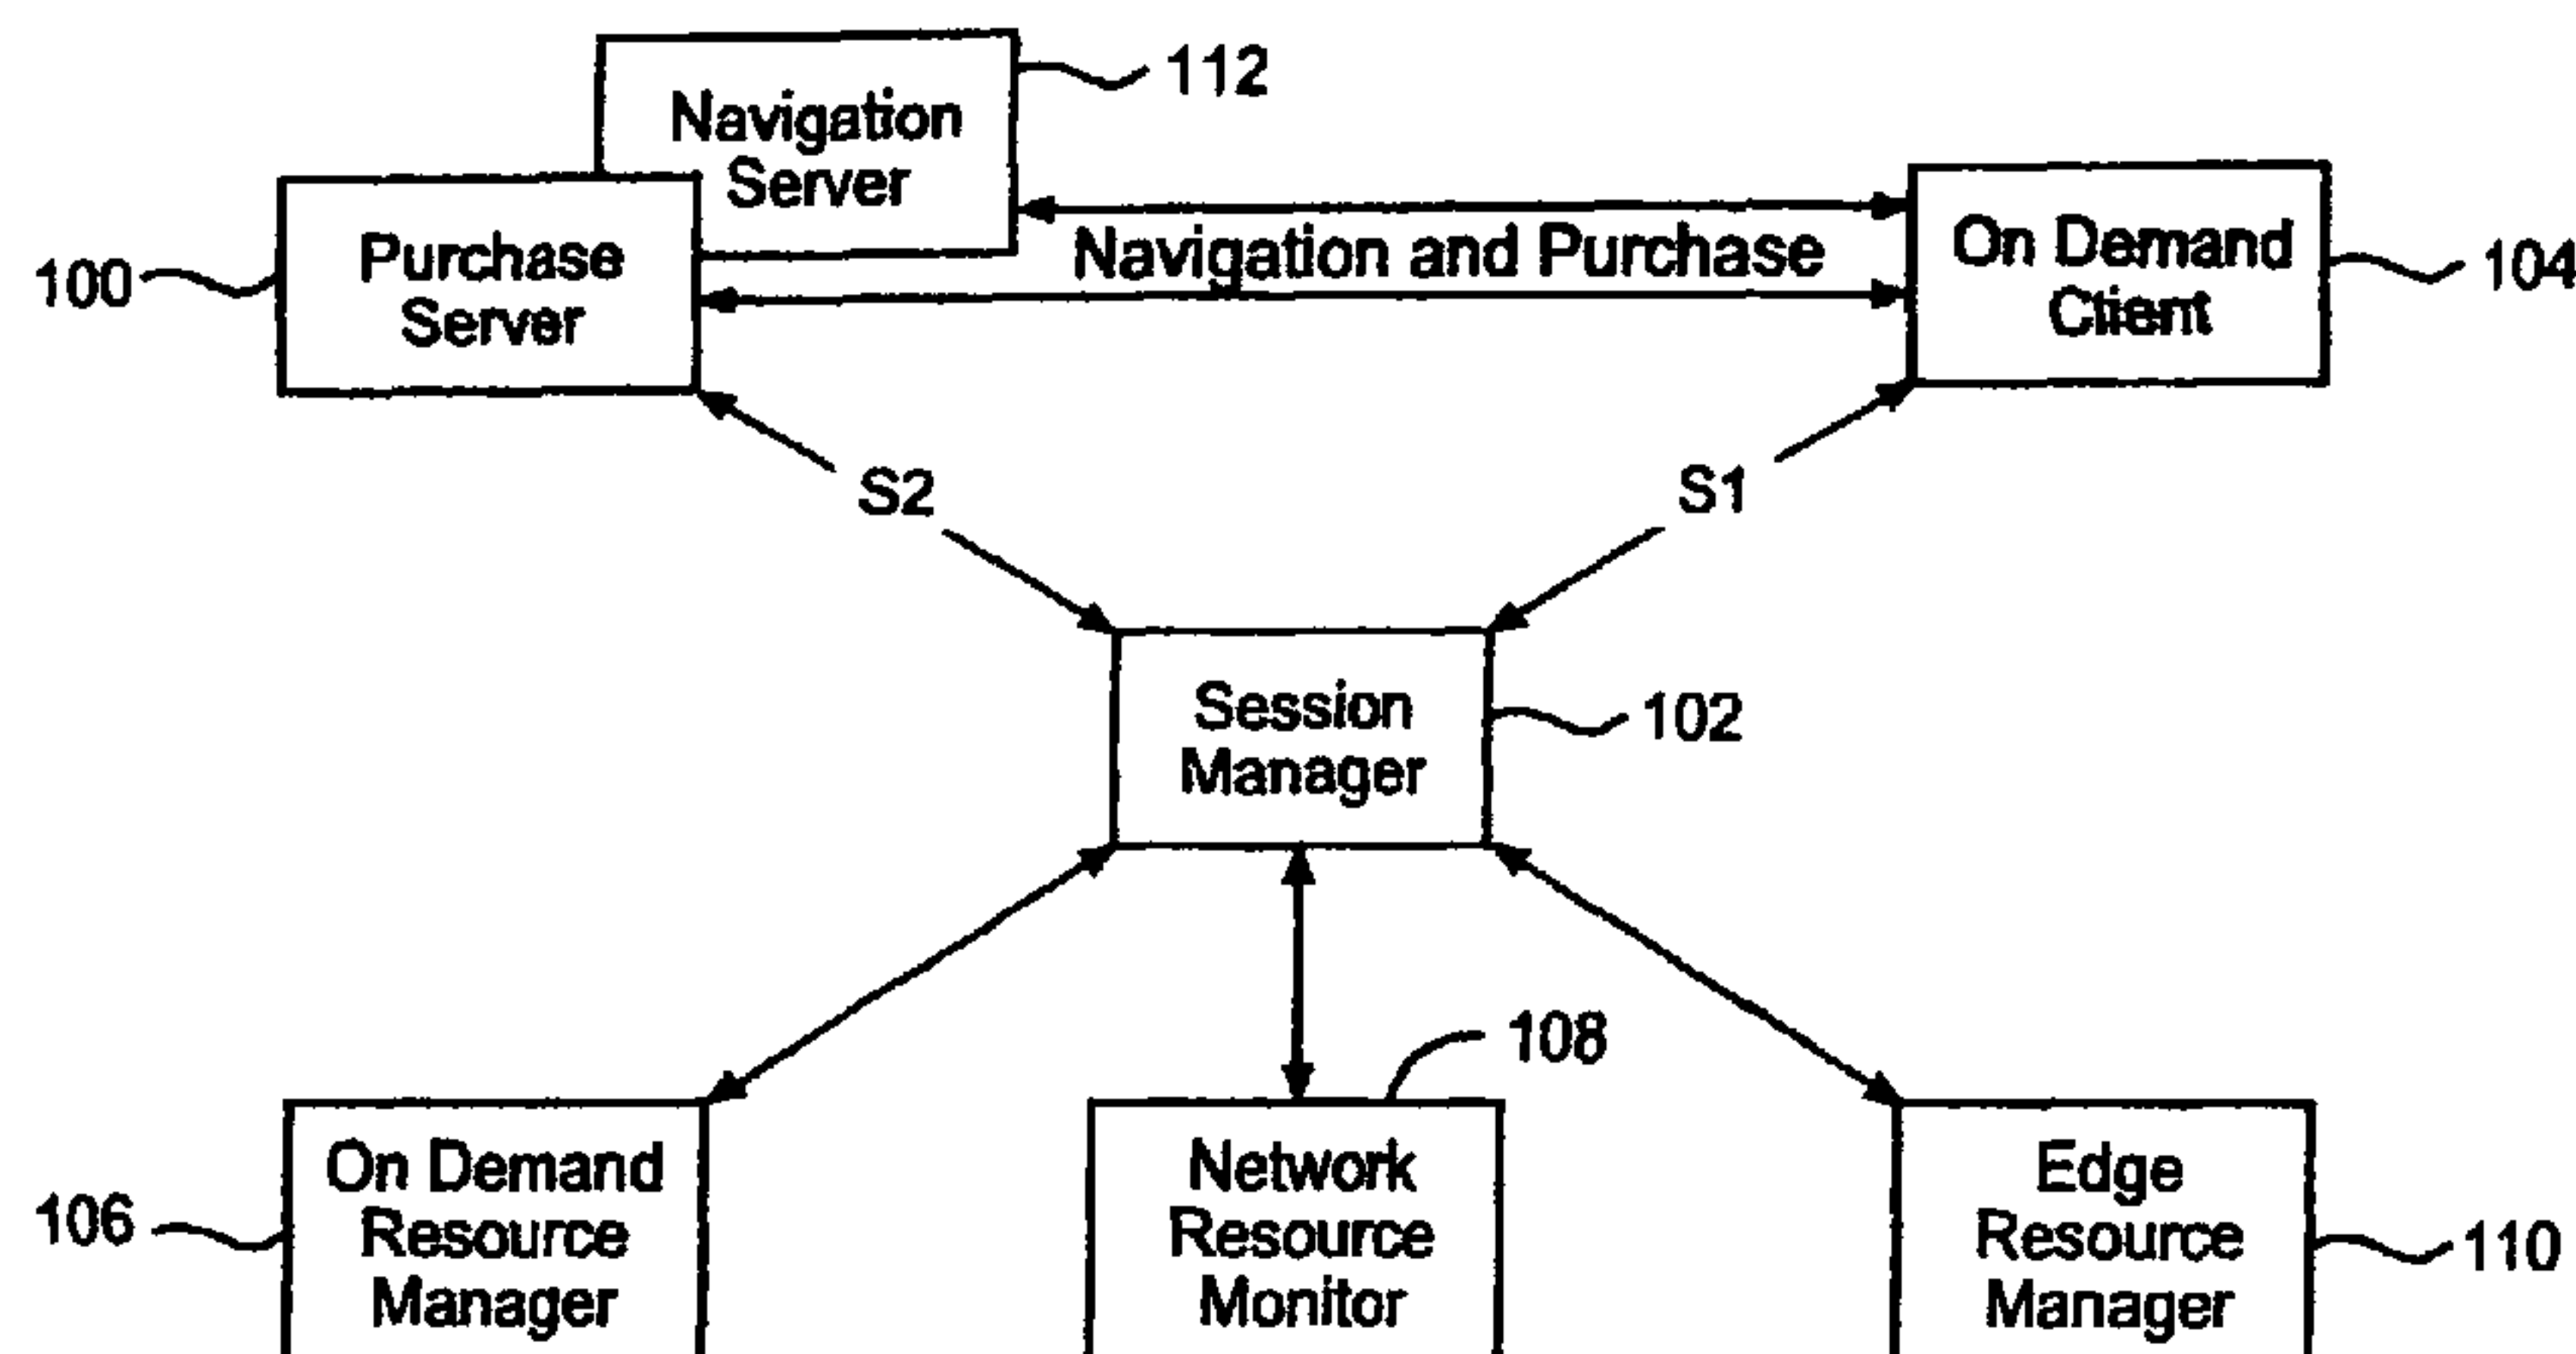 112
Navigation
Server
Purchase
Server
100
Navigation and Purchase
On Demand
Client
104
S2
S1
Session
Manager
102
108
On Demand
Resource
Manager
106
Network
Resource
Monitor
Edge
Resource
Manager
110